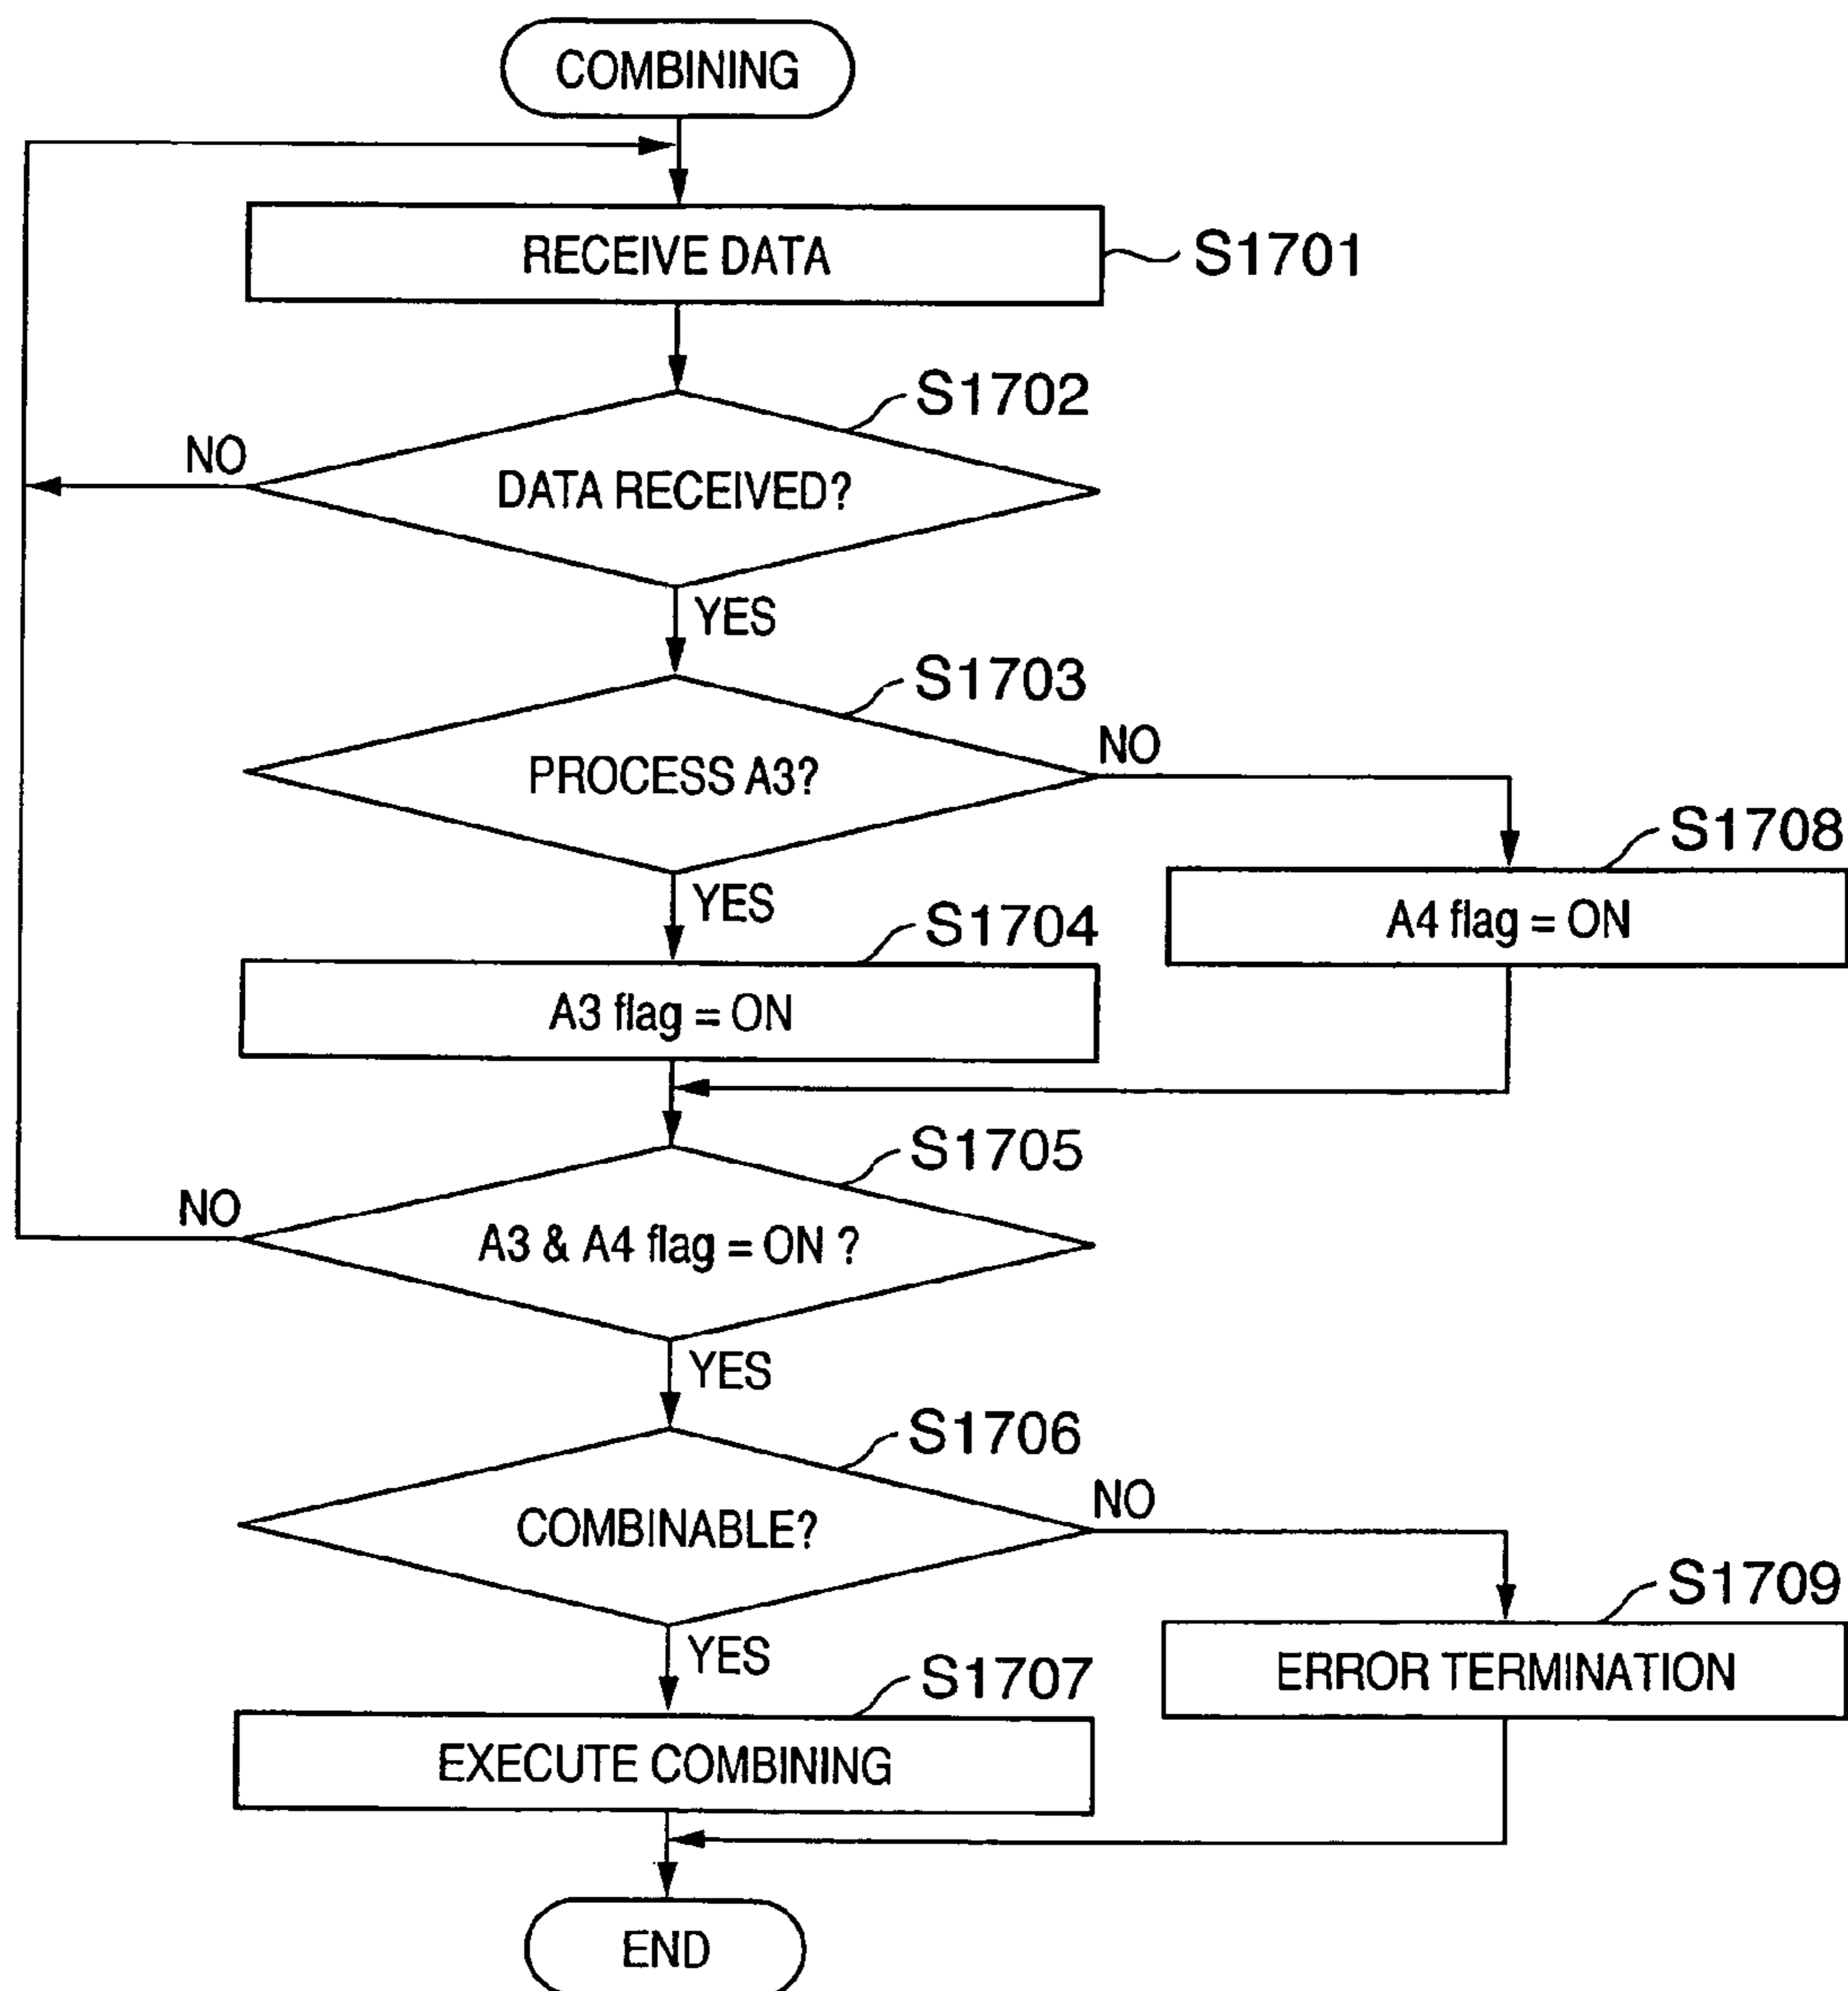 COMBINING
RECEIVE DATA
S1701
S1702
NO
DATA RECEIVED?
YES
S1703
NO
PROCESS A3?
S1708
YES
A4 flag = ON
S1704
A3 flag = ON
S1705
NO
A3 & A4 flag = ON ?
YES
S1706
NO
COMBINABLE?
S1709
YES
ERROR TERMINATION
S1707
EXECUTE COMBINING
END